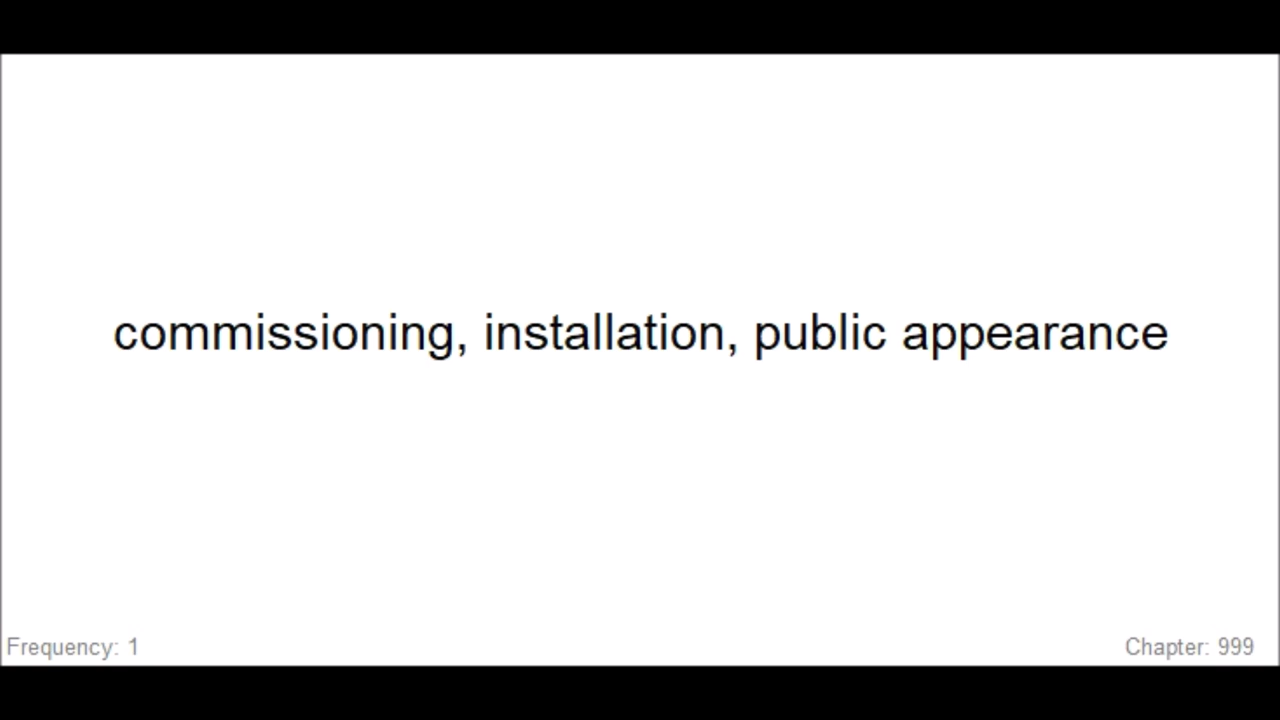 commissioning, installation, public appearance
Frequency: 1
Chapter: 999